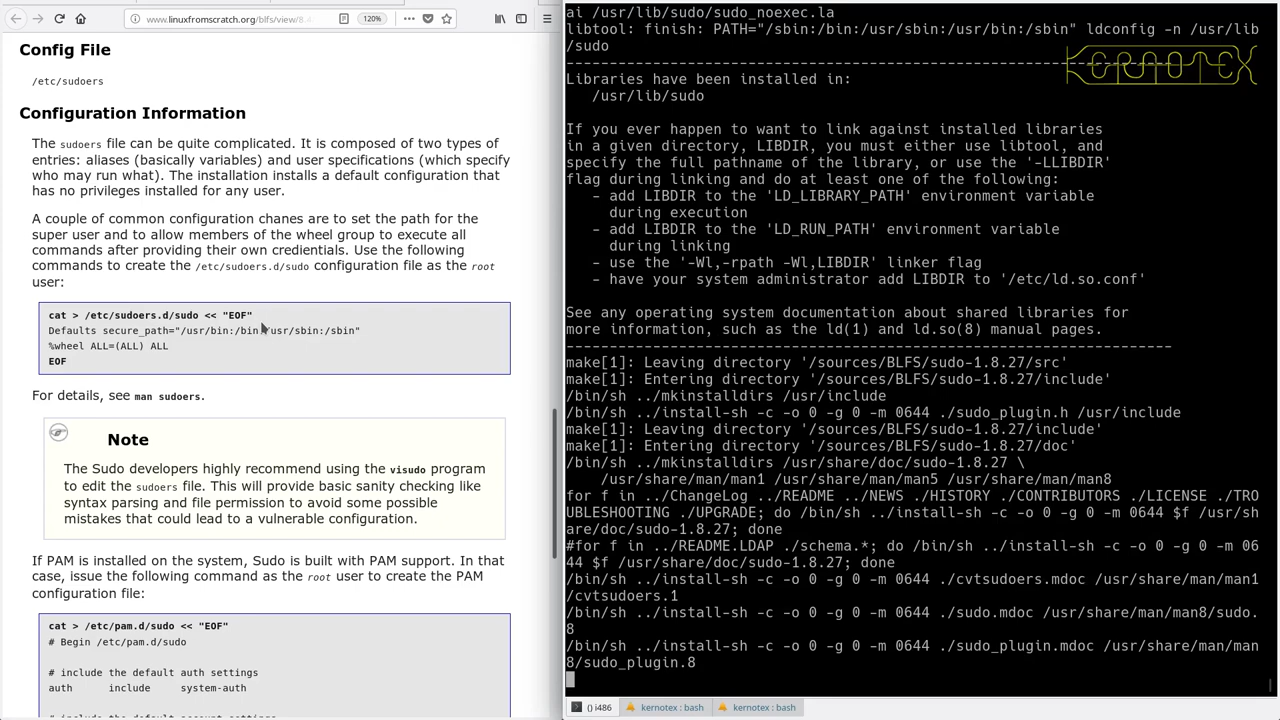 www.linuxfromscratch.org/blfs/view/8.4
120%
Config File
/etc/sudoers
Configuration Information
The sudoers file can be quite complicated. It is composed of two types of
entries: aliases (basically variables) and user specifications (which specify
who may run what). The installation installs a default configuration that
has no privileges installed for any user.
A couple of common configuration chanes are to set the path for the
super user and to allow members of the wheel group to execute all
commands after providing their own credentials. Use the following
commands to create the /etc/sudoers.d/sudo configuration file as the root
user:
cat > /etc/sudoers.d/sudo << "EOF"
Defaults secure_path="/usr/bin:/bin:/usr/sbin:/sbin"
%wheel ALL=(ALL) ALL
EOF
For details, see man sudoers.
Note
The Sudo developers highly recommend using the visudo program
to edit the sudoers file. This will provide basic sanity checking like
syntax parsing and file permission to avoid some possible
mistakes that could lead to a vulnerable configuration.
If PAM is installed on the system, Sudo is built with PAM support. In that
case, issue the following command as the root user to create the PAM
configuration file:
cat > /etc/pam.d/sudo << "EOF"
# Begin /etc/pam.d/sudo
# include the default auth settings
auth include system-auth
# include the default account settings
ai /usr/lib/sudo/sudo_noexec.la
libtool: finish: PATH="/sbin:/bin:/usr/sbin:/usr/bin:/sbin" ldconfig -n /usr/lib
/sudo
----------------------------------------------------------------------
KERNOTEX
Libraries have been installed in:
/usr/lib/sudo
If you ever happen to want to link against installed libraries
in a given directory, LIBDIR, you must either use libtool, and
specify the full pathname of the library, or use the '-LLIBDIR'
flag during linking and do at least one of the following:
- add LIBDIR to the 'LD_LIBRARY_PATH' environment variable
during execution
- add LIBDIR to the 'LD_RUN_PATH' environment variable
during linking
- use the '-Wl,-rpath -Wl,LIBDIR' linker flag
- have your system administrator add LIBDIR to '/etc/ld.so.conf'
See any operating system documentation about shared libraries for
more information, such as the ld(1) and ld.so(8) manual pages.
----------------------------------------------------------------------
make[1]: Leaving directory '/sources/BLFS/sudo-1.8.27/src'
make[1]: Entering directory '/sources/BLFS/sudo-1.8.27/include'
/bin/sh ../mkinstalldirs /usr/include
/bin/sh ../install-sh -c -o 0 -g 0 -m 0644 ./sudo_plugin.h /usr/include
make[1]: Leaving directory '/sources/BLFS/sudo-1.8.27/include'
make[1]: Entering directory '/sources/BLFS/sudo-1.8.27/doc'
/bin/sh ../mkinstalldirs /usr/share/doc/sudo-1.8.27 \
/usr/share/man/man1 /usr/share/man/man5 /usr/share/man/man8
for f in ../ChangeLog ../README ../NEWS ./HISTORY ./CONTRIBUTORS ./LICENSE ./TRO
UBLESHOOTING ./UPGRADE; do /bin/sh ../install-sh -c -o 0 -g 0 -m 0644 $f /usr/sh
are/doc/sudo-1.8.27; done
#for f in ../README.LDAP ./schema.*; do /bin/sh ../install-sh -c -o 0 -g 0 -m 06
44 $f /usr/share/doc/sudo-1.8.27; done
/bin/sh ../install-sh -c -o 0 -g 0 -m 0644 ./cvtsudoers.mdoc /usr/share/man/man1
/cvtsudoers.1
/bin/sh ../install-sh -c -o 0 -g 0 -m 0644 ./sudo.mdoc /usr/share/man/man8/sudo.
8
/bin/sh ../install-sh -c -o 0 -g 0 -m 0644 ./sudo_plugin.mdoc /usr/share/man/man
8/sudo_plugin.8
() i486
kernotex : bash
kernotex : bash